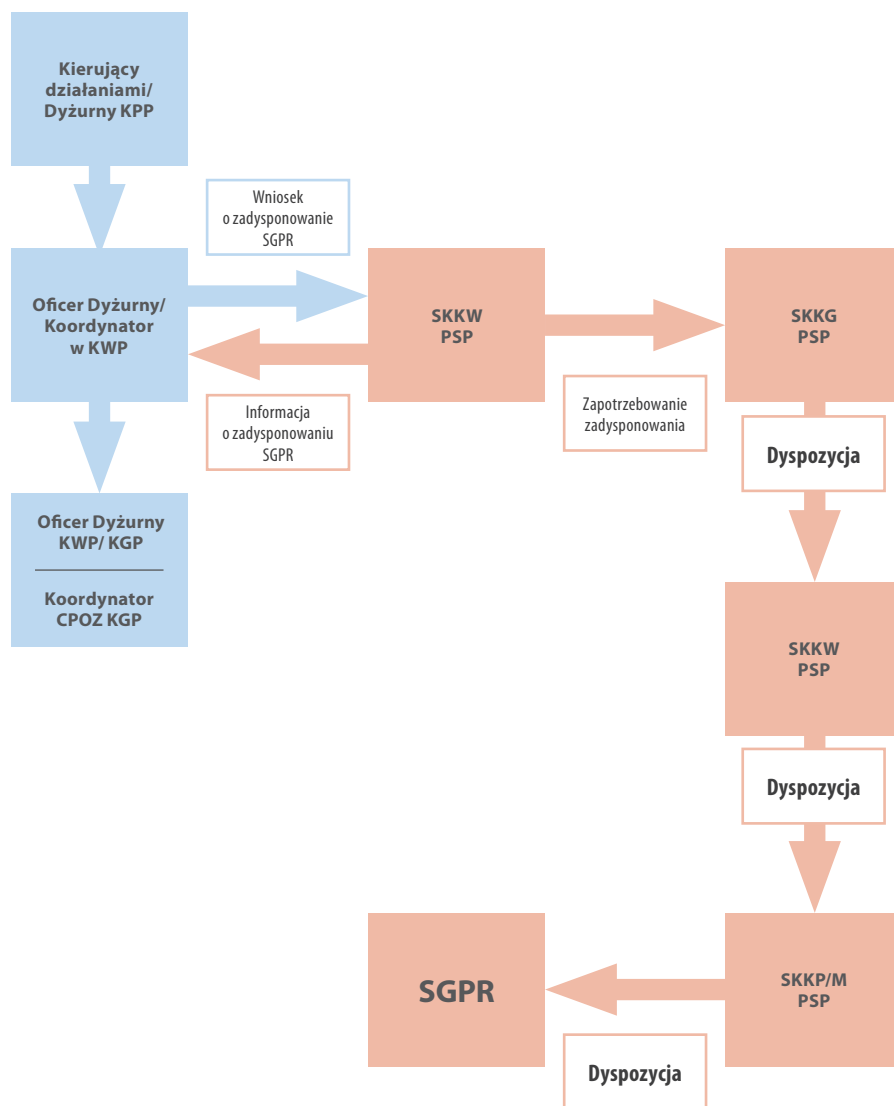 Kierujący
działaniami/
Dyżurny KPP
Wniosek
o zadysponowanie
SGPR
Oficer Dyżurny/
Koordynator
w KWP
SKKW
PSP
SKKG
PSP
Informacja
o zadysponowaniu
SGPR
Zapotrzebowanie
zadysponowania
Dyspozycja
Oficer Dyżurny
KWP/ KGP
Koordynator
CPOZ KGP
SKKW
PSP
Dyspozycja
SGPR
SKKP/M
PSP
Dyspozycja